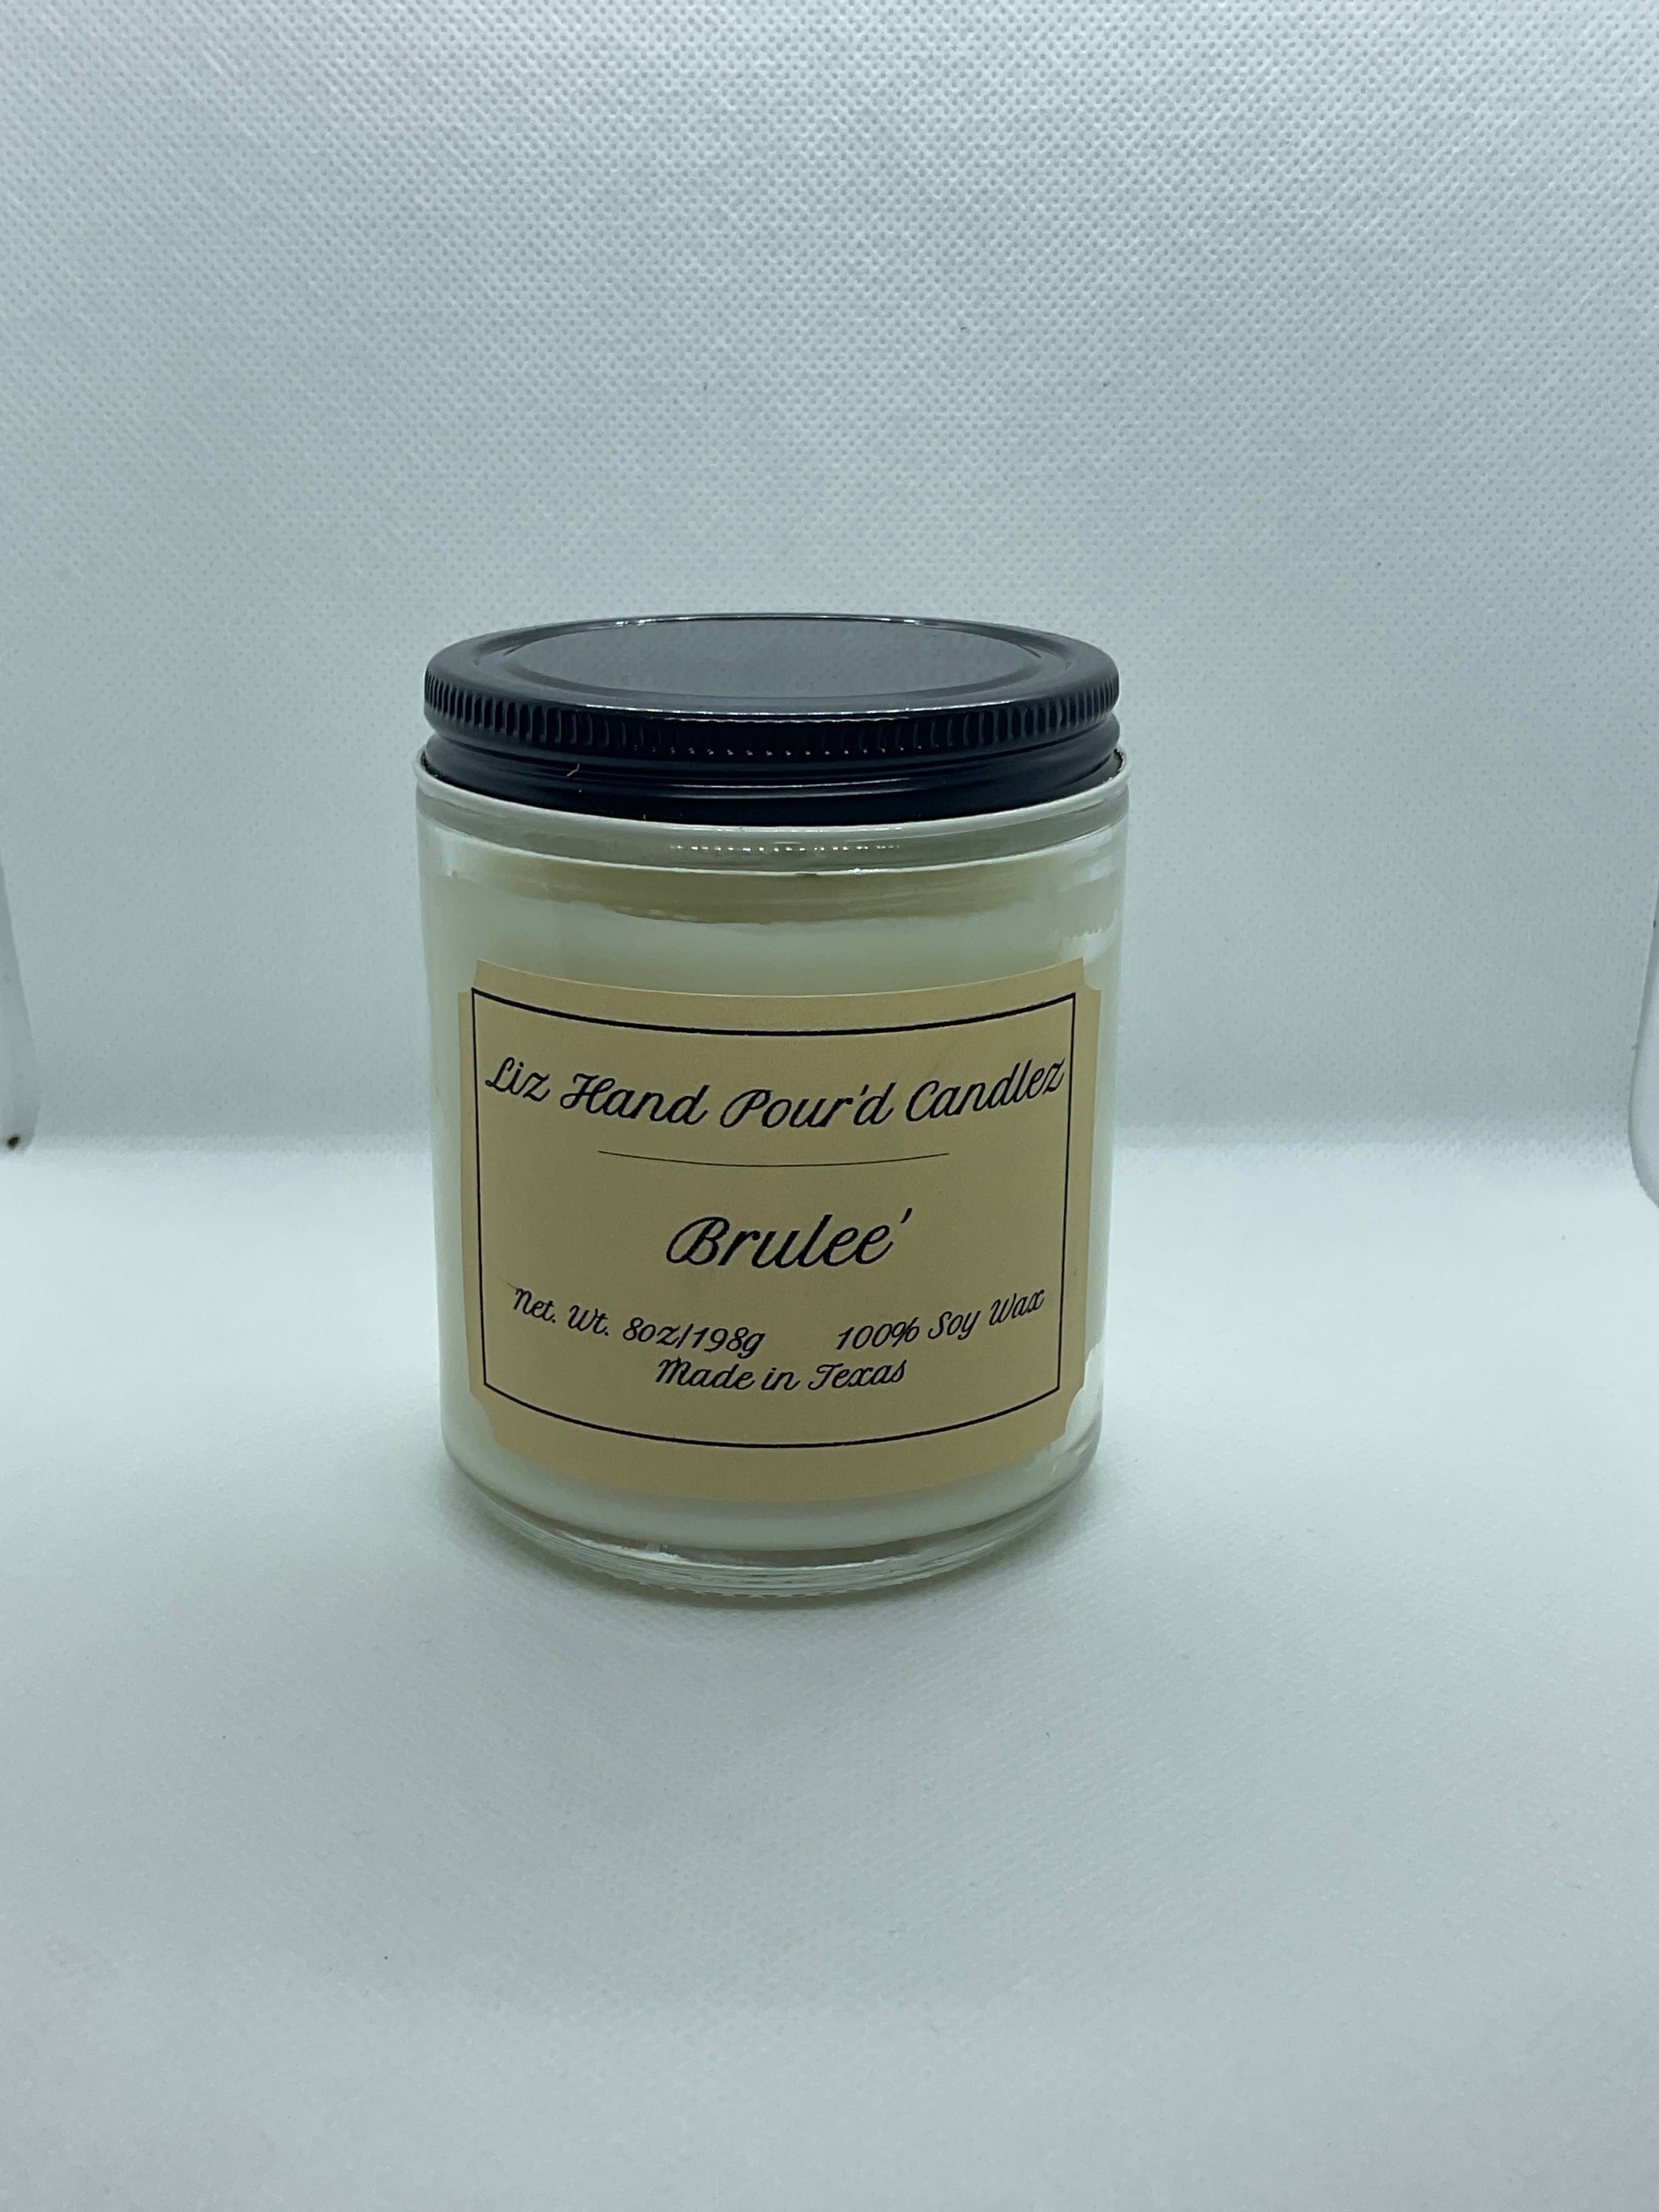 Liz Hand Pour'd Candlez
Brulee'
Net. Wt. 8oz/198g 100% Soy Wax
Made in Texas